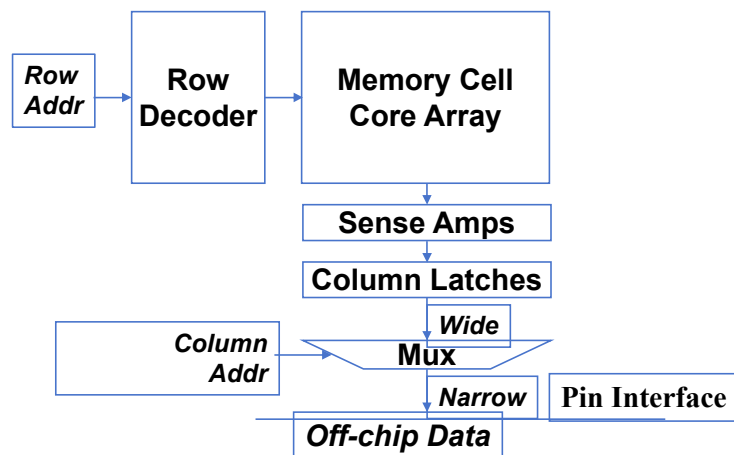 Row
Addr
Row
Decoder
Memory Cell
Core Array
Sense Amps
Column Latches
Wide
Column
Addr
Mux
Narrow
Pin Interface
Off-chip Data